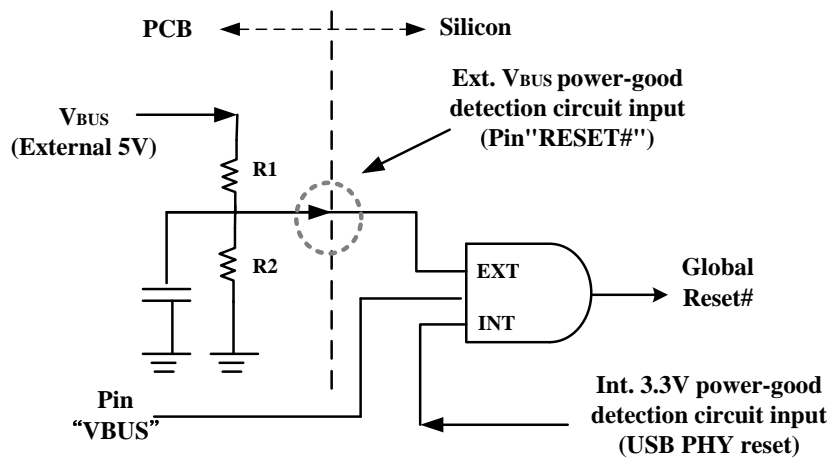 PCB
Silicon
Ext. VBUS power-good
detection circuit input
(Pin"RESET#")
VBUS
(External 5V)
R1
R2
EXT
INT
Global
Reset#
Pin
“VBUS”
Int. 3.3V power-good
detection circuit input
(USB PHY reset)